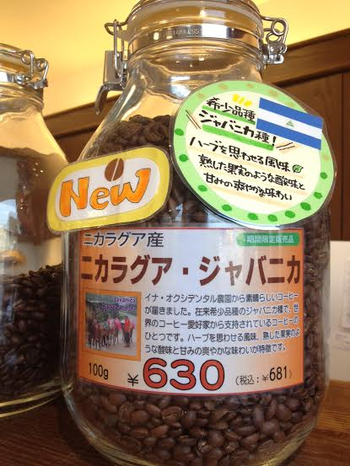 希少品種
ジャバニカ種!
ハーブを思わせる風味
熟した果実のような酸味と
甘みの爽やかな味わい
New
ニカラグア産
期間限定販売品
ニカラグア・ジャバニカ
イナ・オクシデンタル農園から素晴らしいコーヒー
が届きました。在来希少品種のジャバニカ種で、世
界のコーヒー愛好家から支持されているコーヒーの
ひとつです。ハーブを思わせる風味、熟した果実のよ
うな酸味と甘みの爽やかな味わいが特徴です。
100g
¥630
(税込:¥681)